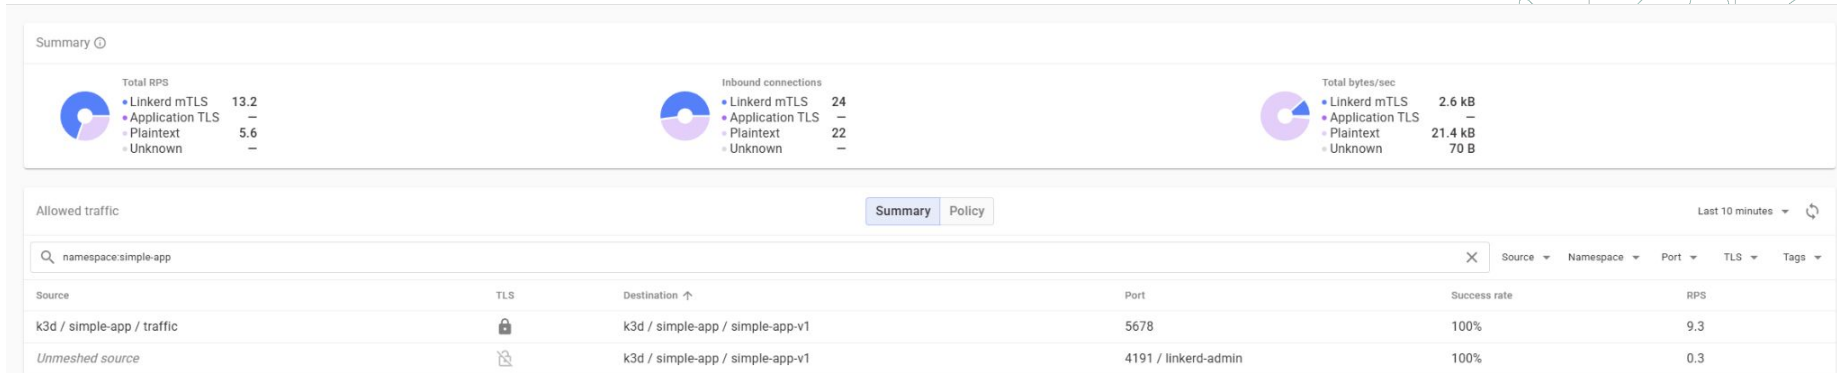 Summary
Total RPS
Linkerd mTLS 13.2
Application TLS –
Plaintext 5.6
Unknown –
Inbound connections
Linkerd mTLS 24
Application TLS –
Plaintext 22
Unknown –
Total bytes/sec
Linkerd mTLS 2.6 kB
Application TLS –
Plaintext 21.4 kB
Unknown 70 B
Allowed traffic Summary Policy Last 10 minutes
namespace:simple-app Source Namespace Port TLS Tags
Source TLS Destination Port Success rate RPS
k3d / simple-app / traffic k3d / simple-app / simple-app-v1 5678 100% 9.3
Unmeshed source k3d / simple-app / simple-app-v1 4191 / linkerd-admin 100% 0.3